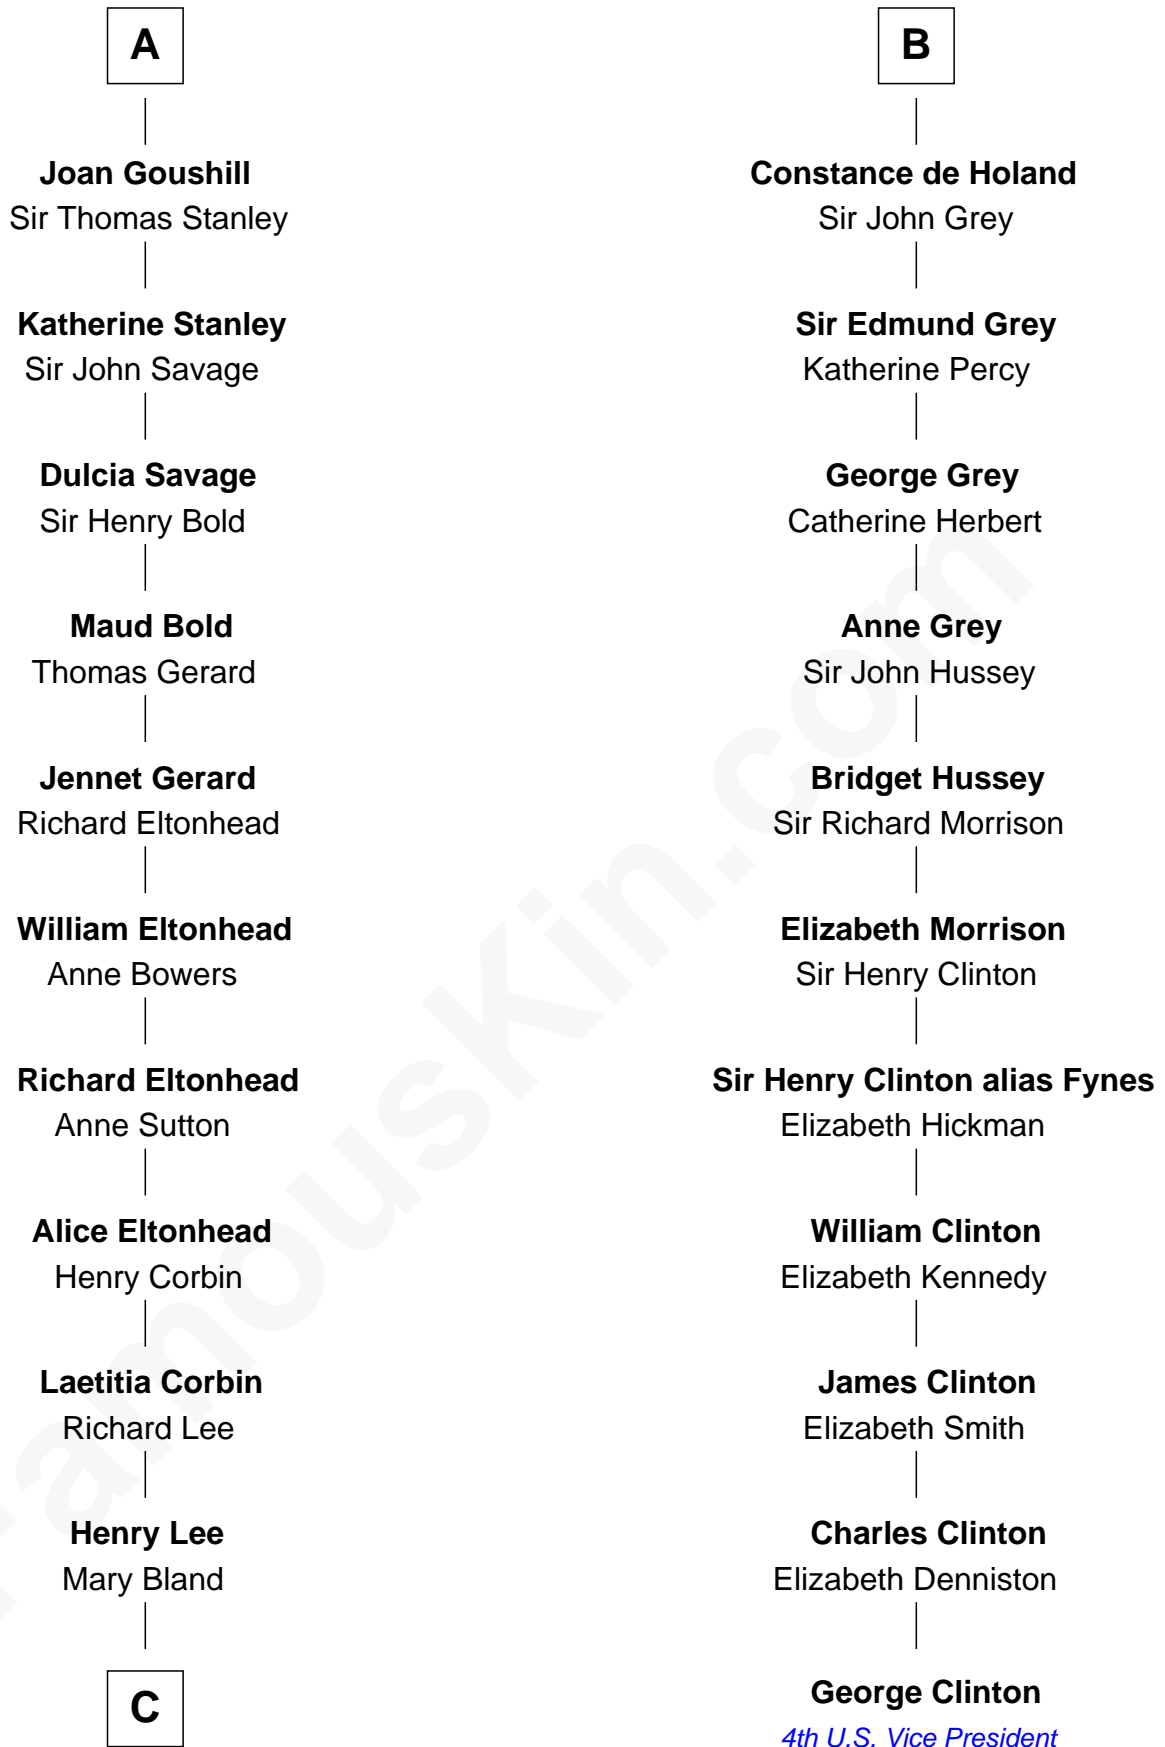 A
Joan Goushill
Sir Thomas Stanley
Katherine Stanley
Sir John Savage
Dulcia Savage
Sir Henry Bold
Maud Bold
Thomas Gerard
Jennet Gerard
Richard Eltonhead
William Eltonhead
Anne Bowers
Richard Eltonhead
Anne Sutton
Alice Eltonhead
Henry Corbin
Laetitia Corbin
Richard Lee
Henry Lee
Mary Bland
C
B
Constance de Holand
Sir John Grey
Sir Edmund Grey
Katherine Percy
George Grey
Catherine Herbert
Anne Grey
Sir John Hussey
Bridget Hussey
Sir Richard Morrison
Elizabeth Morrison
Sir Henry Clinton
Sir Henry Clinton alias Fynes
Elizabeth Hickman
William Clinton
Elizabeth Kennedy
James Clinton
Elizabeth Smith
Charles Clinton
Elizabeth Denniston
George Clinton
4th U.S. Vice President
FamousKin.com